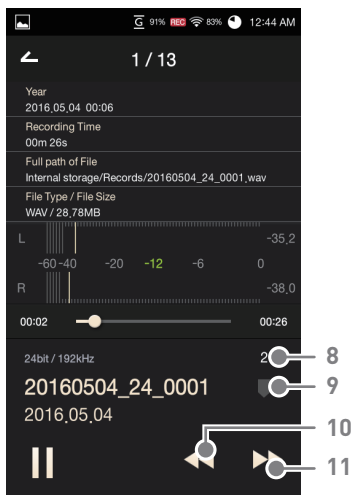 G 91% REC 83% 12:44 AM
1 / 13
Year
2016.05.04 00:06
Recording Time
00m 26s
Full path of File
Internal storage/Records/20160504_24_0001.wav
File Type / File Size
WAV / 28.78MB
L -35.2
-60 -40 -20 -12 -6 0
R -38.0
00:02 00:26
24bit / 192kHz
2 8
20160504_24_0001 9
2016.05.04
10
11